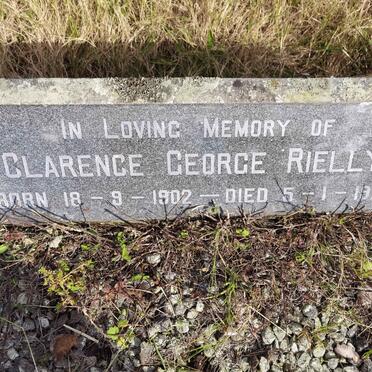 IN LOVING MEMORY OF
CLARENCE GEORGE RIELLY
BORN 18-9-1902 - DIED 5-1-19